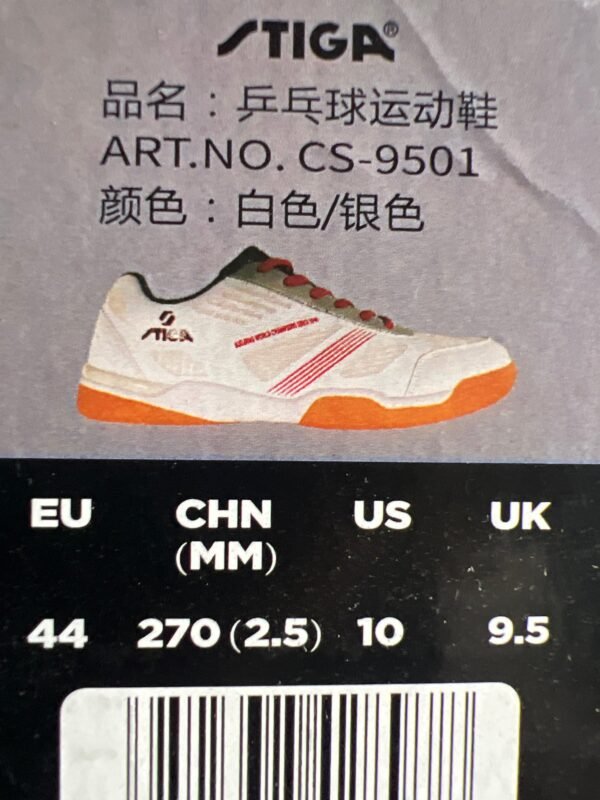 STIGA®
品名：乒乓球运动鞋
ART.NO. CS-9501
颜色：白色/银色
STIGA
EU CHN (MM) US UK
44 270 (2.5) 10 9.5